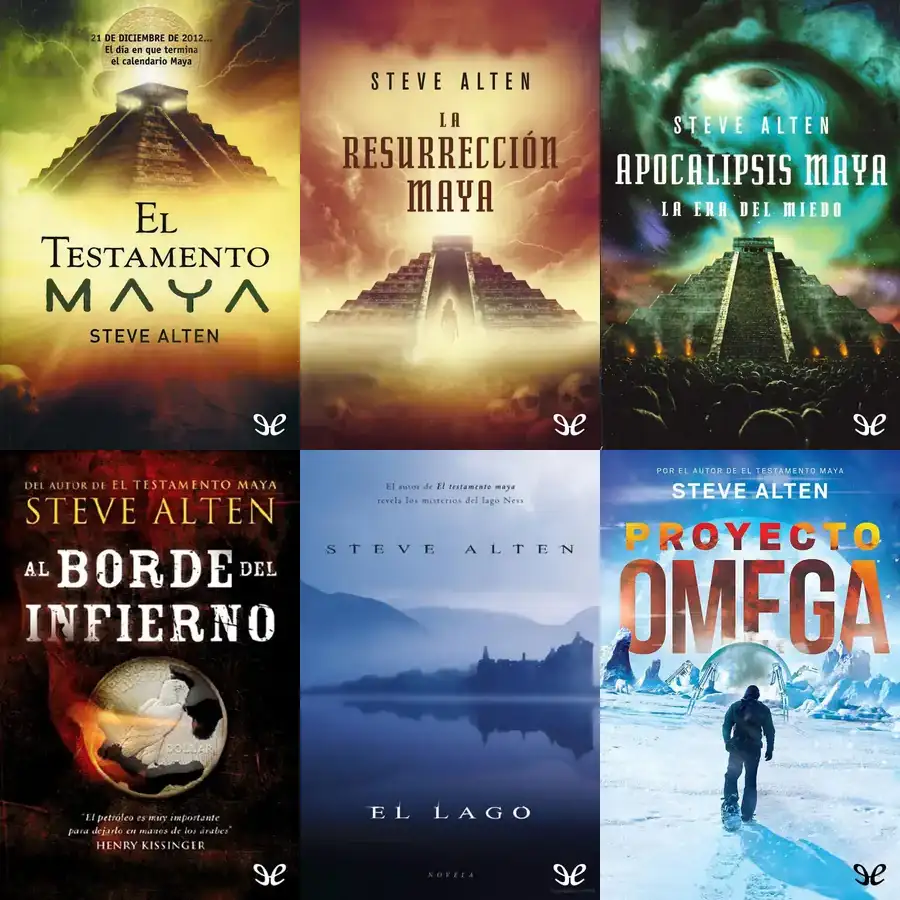 21 DE DICIEMBRE DE 2012...
El día en que termina
el calendario Maya
EL
TESTAMENTO
MAYA
STEVE ALTEN
STEVE ALTEN
LA
RESURRECCIÓN
MAYA
STEVE ALTEN
APOCALIPSIS MAYA
LA ERA DEL MIEDO
DEL AUTOR DE EL TESTAMENTO MAYA
STEVE ALTEN
AL BORDE DEL
INFIERNO
DOLLAR
"El petróleo es muy importante
para dejarlo en manos de los árabes"
HENRY KISSINGER
El autor de El testamento maya
revela los misterios del lago Ness
STEVE ALTEN
EL LAGO
NOVELA
POR EL AUTOR DE EL TESTAMENTO MAYA
STEVE ALTEN
PROYECTO
OMEGA